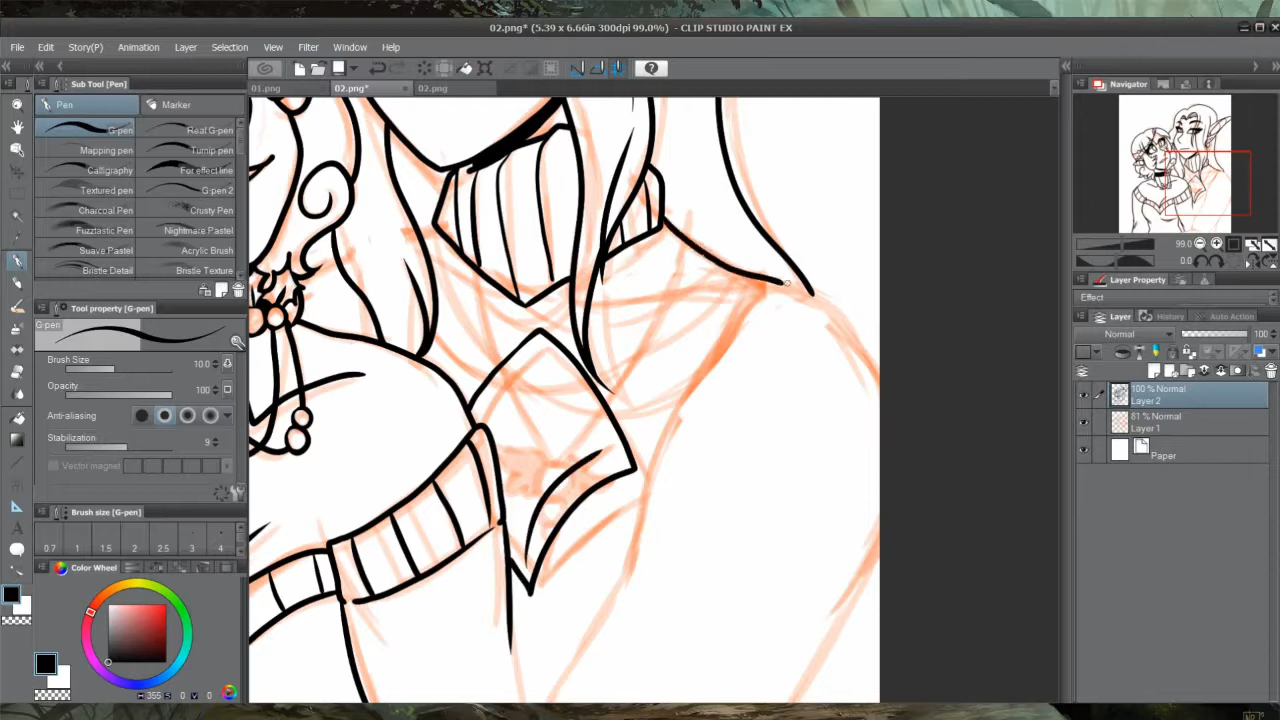 02.png* (5.39 x 6.66in 300dpi 99.0%) - CLIP STUDIO PAINT EX
File Edit Story(P) Animation Layer Selection View Filter Window Help
Sub Tool [Pen]
Pen Marker
G-pen Real G-pen
Mapping pen Turnip pen
Calligraphy For effect line
Textured pen G-pen 2
Charcoal Pen Crusty Pen
Fuzztastic Pen Nightmare Pastel
Suave Pastel Acrylic Brush
Bristle Detail Bristle Texture
Tool property [G-pen]
G-pen
Brush Size 10.0
Opacity 100
Anti-aliasing
Stabilization 9
Vector magnet
Brush size [G-pen]
0.7 1 1.5 2 2.5 3 4
Color Wheel
355 S 0 V 0
01.png 02.png* 02.png
Navigator
99.0
0.0
Layer Property
Effect
Layer History Auto Action
Normal 100
100 % Normal
Layer 2
81 % Normal
Layer 1
Paper